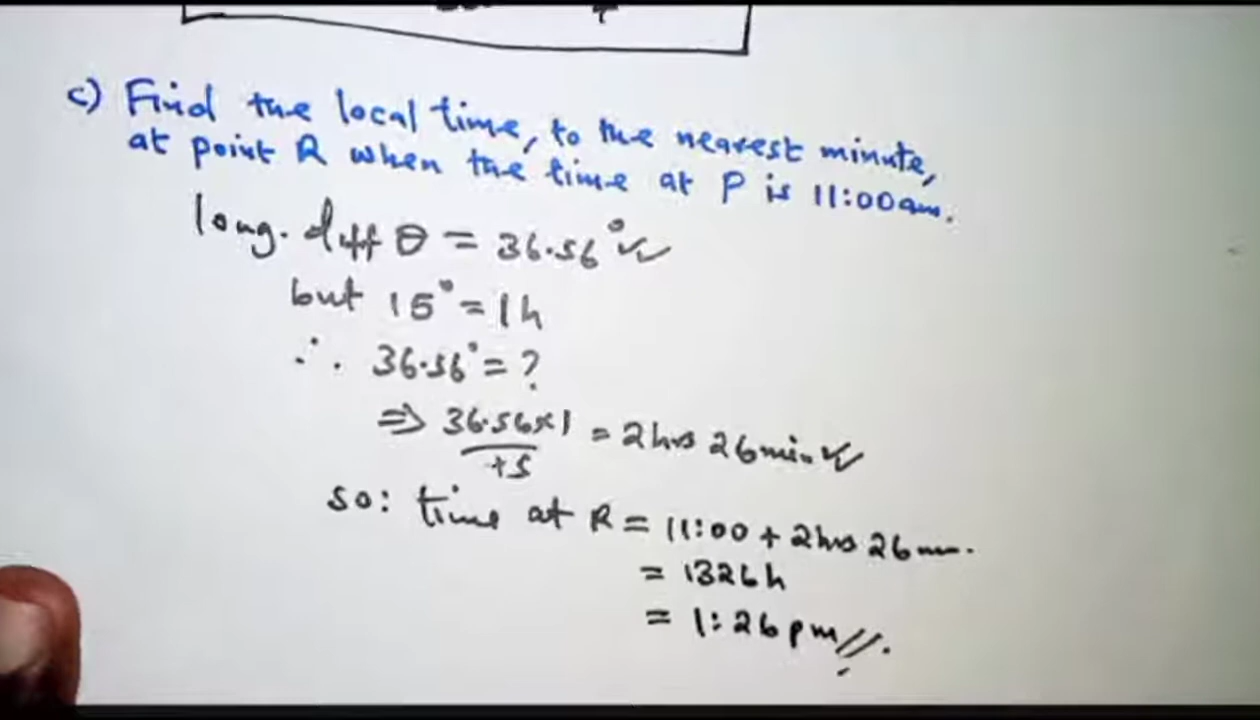 c) Find the local time, to the nearest minute,
at point R when the time at P is 11:00am.
long. diff θ = 36.56°
but 15° = 1h
∴ 36.56° = ?
⇒ 36.56×1 = 2hrs 26min
15
so: time at R = 11:00 + 2hrs 26min.
= 1326h
= 1:26pm //.